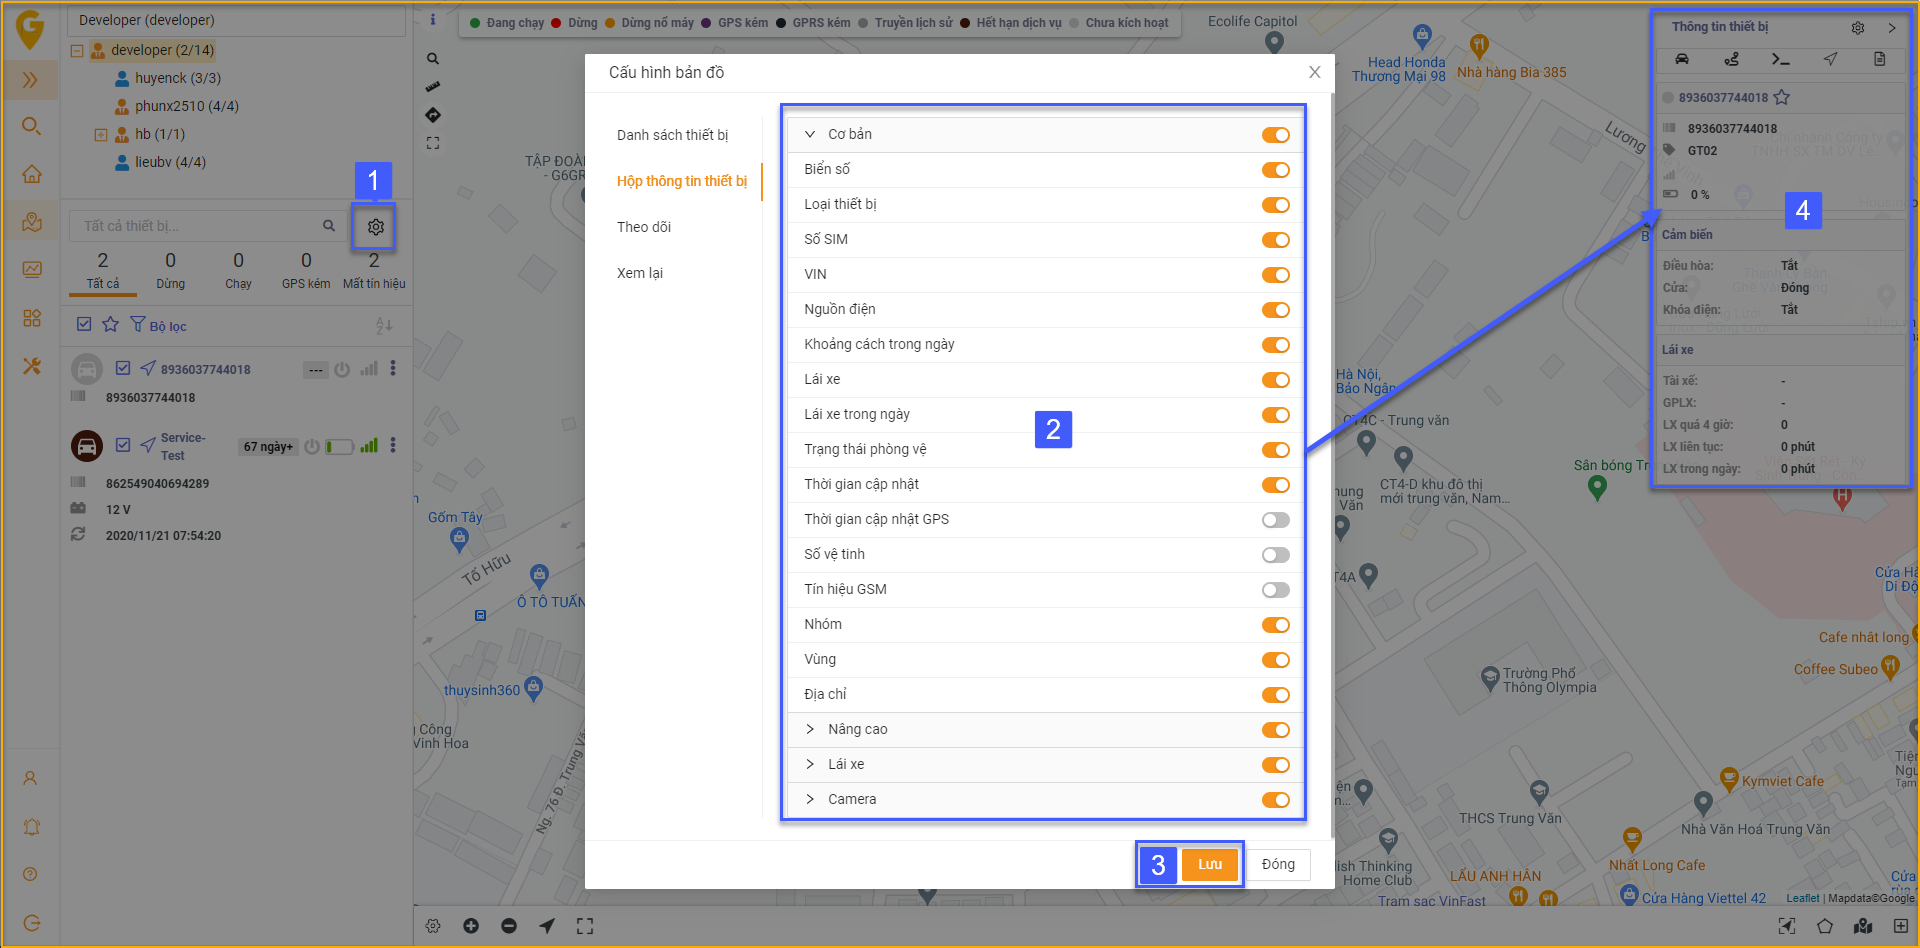 Developer (developer)
developer (2/14)
huyenck (3/3)
phunx2510 (4/4)
hb (1/1)
lieubv (4/4)
1
Tất cả thiết bị...
2
0
0
0
2
Tất cả
Dừng
Chạy
GPS kém
Mất tín hiệu
Bộ lọc
8936037744018
---
8936037744018
Service-
Test
67 ngày+
862549040694289
12 V
2020/11/21 07:54:20
Đang chạy
Dừng
Dừng nổ máy
GPS kém
GPRS kém
Truyền lịch sử
Hết hạn dịch vụ
Chưa kích hoạt
Cấu hình bản đồ
Danh sách thiết bị
Hộp thông tin thiết bị
Theo dõi
Xem lại
Cơ bản
Biển số
Loại thiết bị
Số SIM
VIN
Nguồn điện
Khoảng cách trong ngày
Lái xe
Lái xe trong ngày
2
Trạng thái phòng vệ
Thời gian cập nhật
Thời gian cập nhật GPS
Số vệ tinh
Tín hiệu GSM
Nhóm
Vùng
Địa chỉ
Nâng cao
Lái xe
Camera
3
Lưu
Đóng
Thông tin thiết bị
8936037744018
8936037744018
GT02
0 %
4
Cảm biến
Điều hòa:
Tắt
Cửa:
Đóng
Khóa điện:
Tắt
Lái xe
Tài xế:
-
GPLX:
-
LX quá 4 giờ:
0
LX liên tục:
0 phút
LX trong ngày:
0 phút
Ecolife Capitol
Head Honda
Thương Mại 98
Nhà hàng Bia 385
Lương
TẬP ĐOÀ
- G6GR
Hà Nội,
Bảo Ngân
CT4C - Trung văn
Sân bóng Tr
CT4-D khu đô thị
mới trung văn, Nam...
Văn
T4A
Gốm Tây
Tố Hữu
Ô TÔ TUẤN
thuysinh360
Công
Vinh Hoa
Ng. 76 Đ. Trung Văn
Cửa Hà
Di Độ
Cafe nhât long
Coffee Subeo
Trường Phổ
Thông Olympia
Kymviet Cafe
THCS Trung Văn
Nhà Văn Hoá Trung Văn
lish Thinking
Home Club
Nhất Long Cafe
LẨU ANH HÂN
Tram sạc VinFast
Cửa Hàng Viettel 42
Leaflet | Mapdata©Google